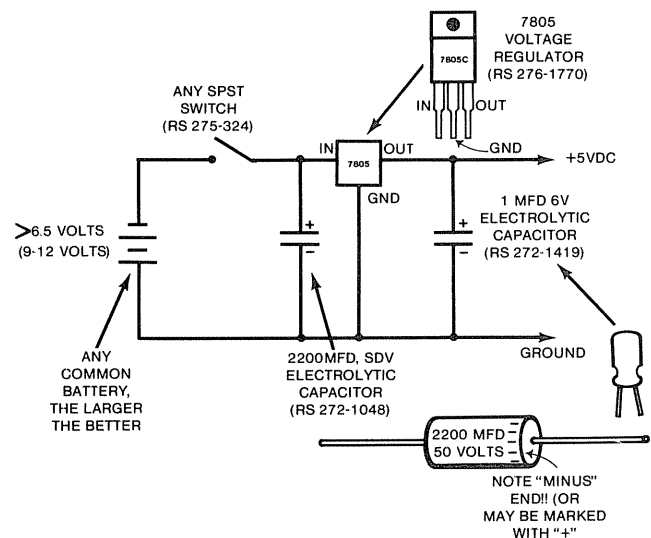 7805
VOLTAGE
REGULATOR
(RS 276-1770)
7805C
IN
OUT
GND
ANY SPST
SWITCH
(RS 275-324)
IN
7805
OUT
GND
+5VDC
>6.5 VOLTS
(9-12 VOLTS)
+
−
+
−
1 MFD 6V
ELECTROLYTIC
CAPACITOR
(RS 272-1419)
ANY
COMMON
BATTERY,
THE LARGER
THE BETTER
2200MFD, SDV
ELECTROLYTIC
CAPACITOR
(RS 272-1048)
GROUND
2200 MFD
50 VOLTS
NOTE "MINUS"
END!! (OR
MAY BE MARKED
WITH "+"